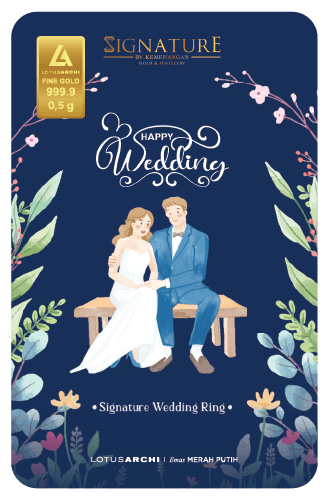 LOTUSARCHI
FINE GOLD
999.9
0,5 g
SIGNATURE
BY KEMENANGAN
GOLD & JEWELLERY
HAPPY
Wedding
• Signature Wedding Ring •
LOTUSARCHI | Emas MERAH PUTIH